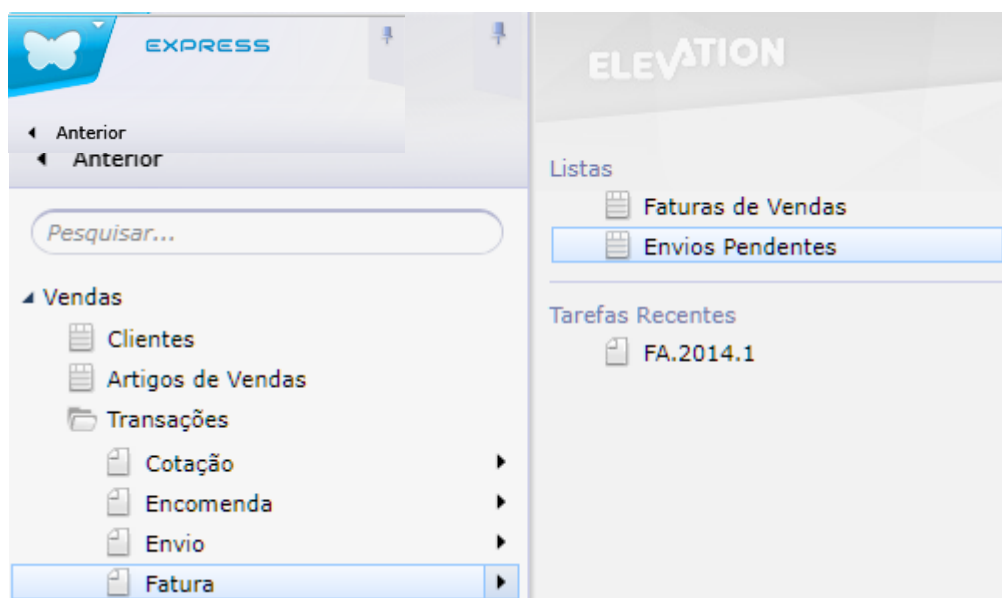 EXPRESS
Anterior
Anterior
Pesquisar...
Vendas
Clientes
Artigos de Vendas
Transações
Cotação
Encomenda
Envio
Fatura
ELEVATION
Listas
Faturas de Vendas
Envios Pendentes
Tarefas Recentes
FA.2014.1